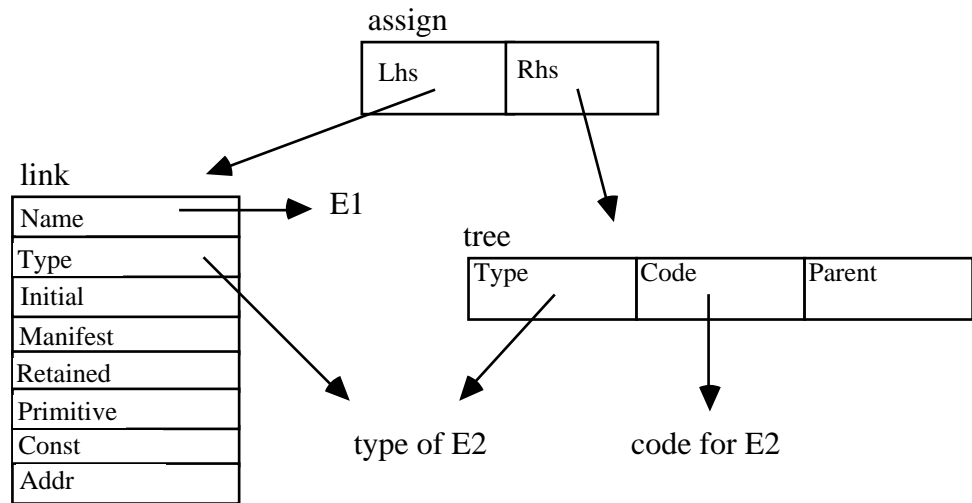 assign
Lhs
Rhs
link
Name
E1
Type
Initial
Manifest
Retained
Primitive
Const
Addr
tree
Type
Code
Parent
type of E2
code for E2